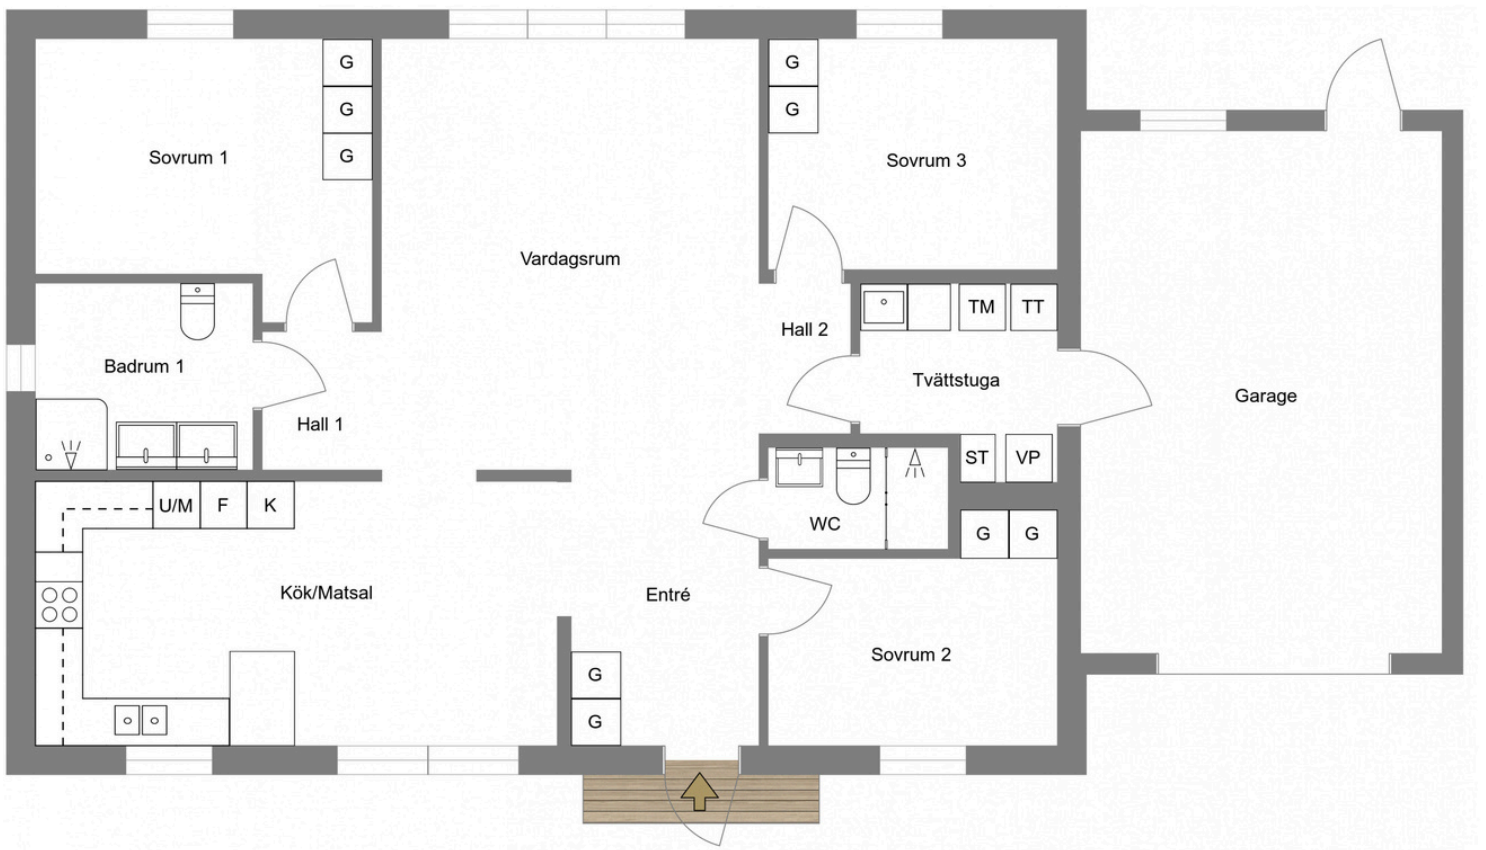 G
G
G
Sovrum 1
G
G
Sovrum 3
Vardagsrum
Hall 2
TM
TT
Badrum 1
Tvättstuga
Garage
Hall 1
ST
VP
U/M
F
K
WC
G
G
Kök/Matsal
Entré
Sovrum 2
G
G